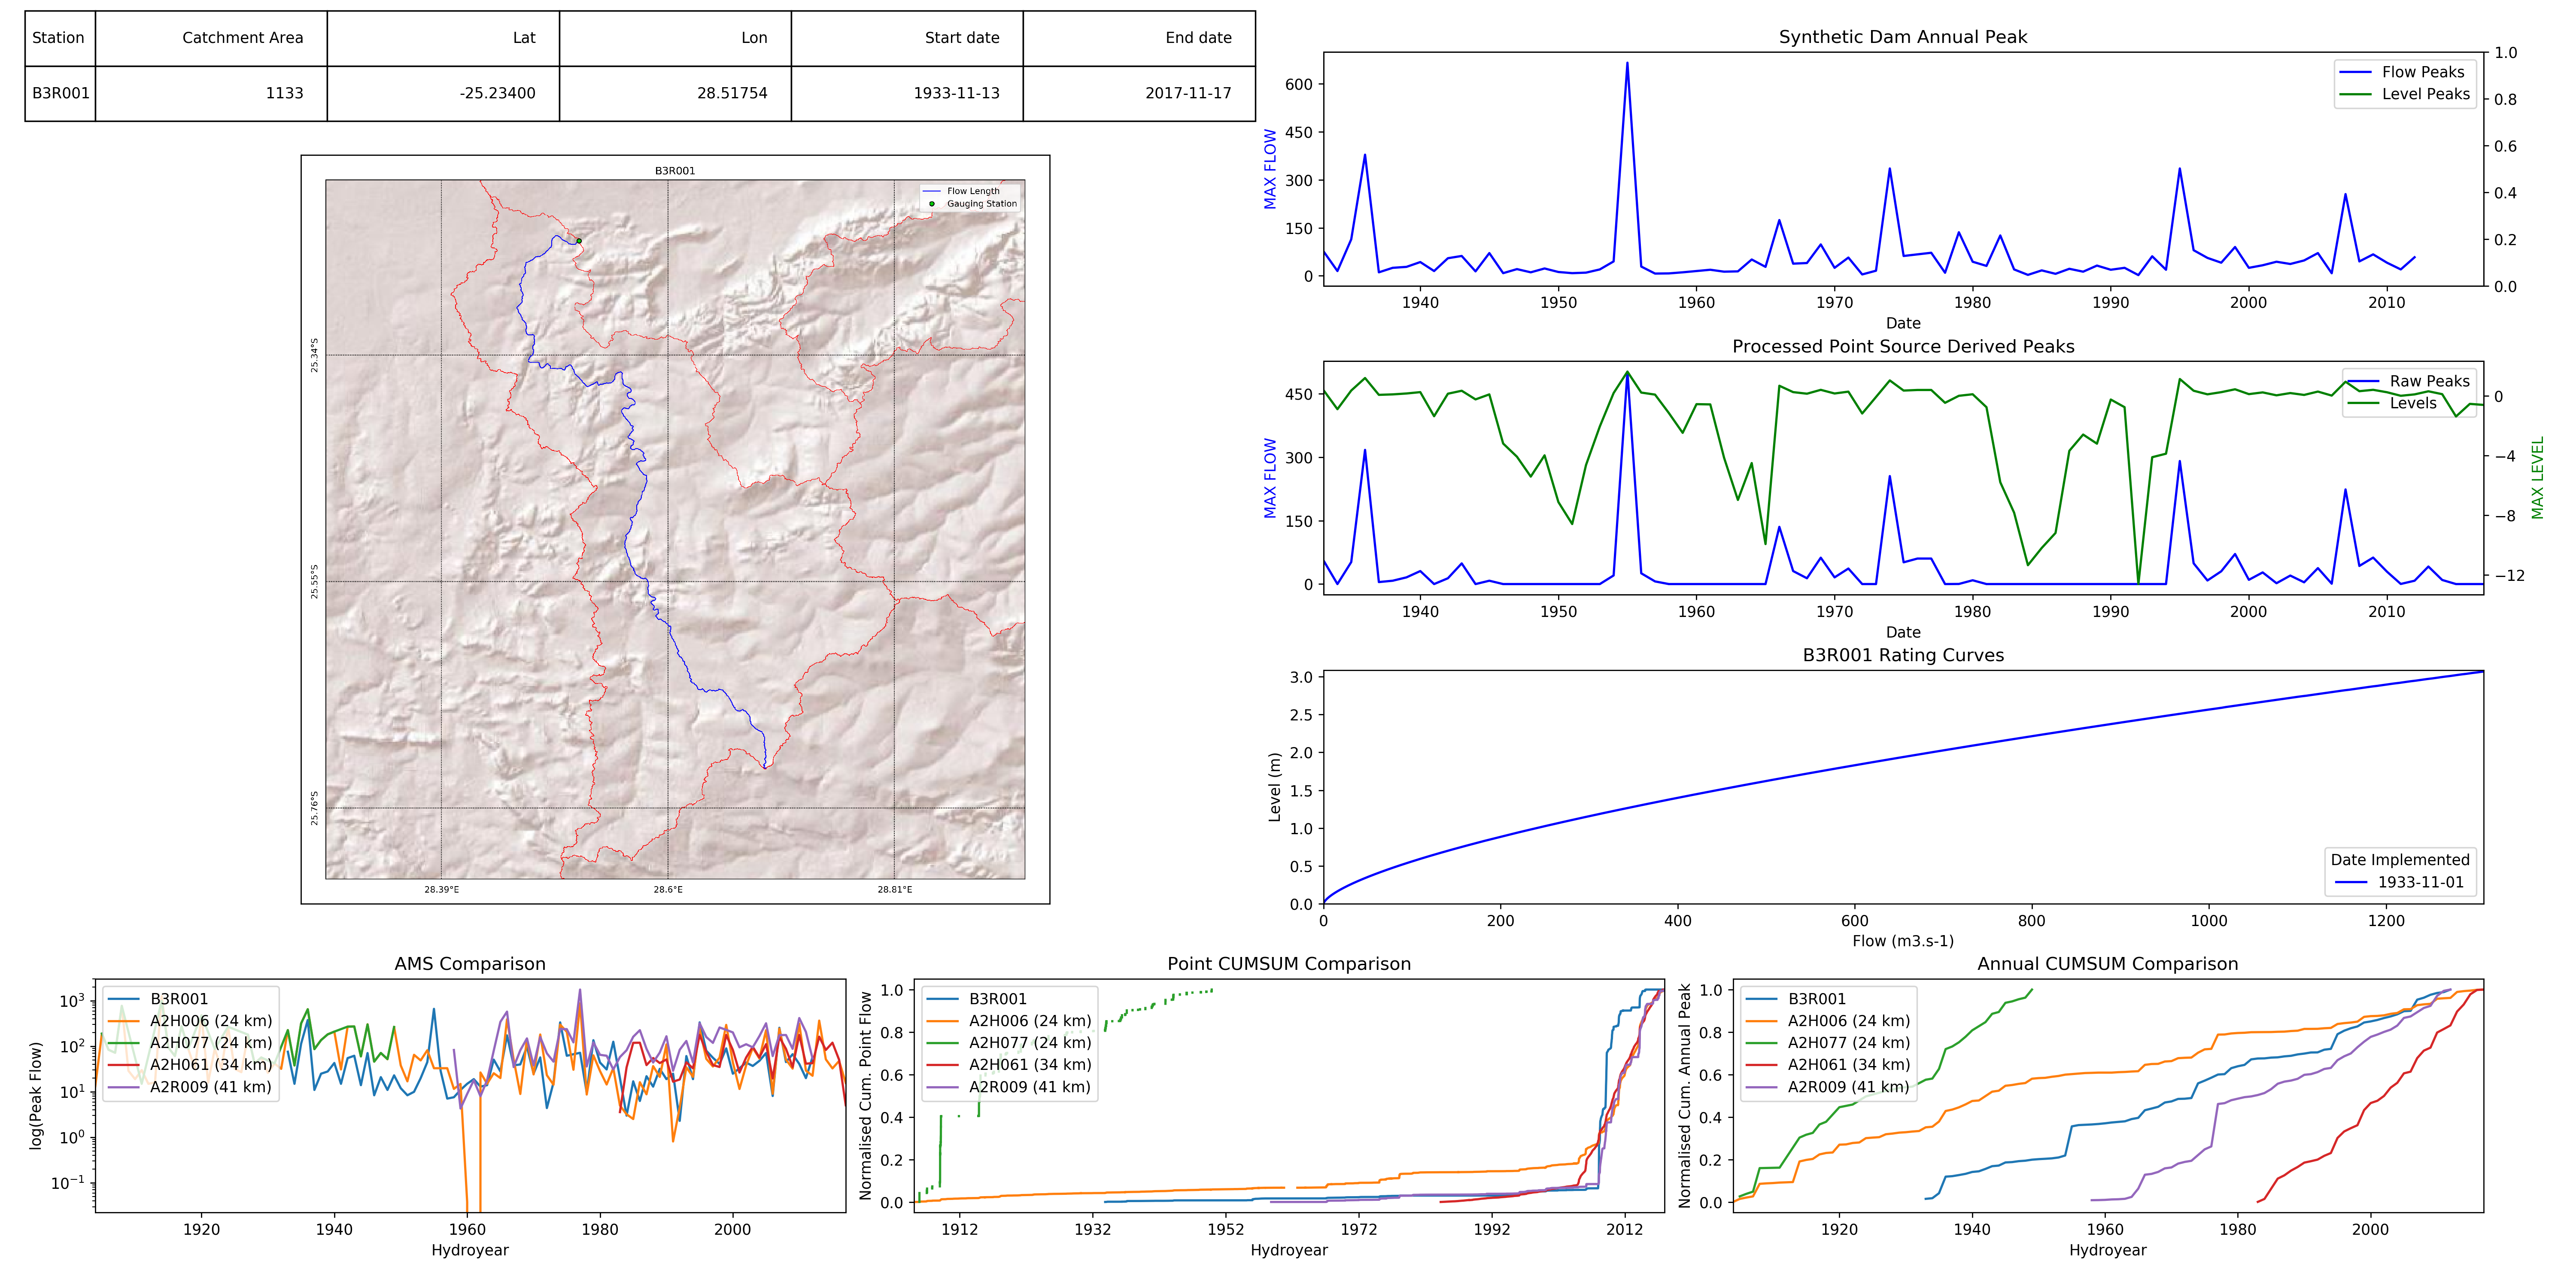 Station Catchment Area Lat Lon Start date End date
B3R001 1133 -25.23400 28.51754 1933-11-13 2017-11-17
B3R001
Flow Length
Gauging Station
25.34°S
25.55°S
25.76°S
28.39°E 28.6°E 28.81°E
Synthetic Dam Annual Peak
Flow Peaks
Level Peaks
MAX FLOW
600
450
300
150
0
1.0
0.8
0.6
0.4
0.2
0.0
1940 1950 1960 1970 1980 1990 2000 2010
Date
Processed Point Source Derived Peaks
Raw Peaks
Levels
MAX FLOW
450
300
150
0
0
−4
−8
−12
MAX LEVEL
1940 1950 1960 1970 1980 1990 2000 2010
Date
B3R001 Rating Curves
Level (m)
3.0
2.5
2.0
1.5
1.0
0.5
0.0
Date Implemented
1933-11-01
0 200 400 600 800 1000 1200
Flow (m3.s-1)
AMS Comparison
log(Peak Flow)
10³
10²
10¹
10⁰
10⁻¹
B3R001
A2H006 (24 km)
A2H077 (24 km)
A2H061 (34 km)
A2R009 (41 km)
1920 1940 1960 1980 2000
Hydroyear
Point CUMSUM Comparison
Normalised Cum. Point Flow
1.0
0.8
0.6
0.4
0.2
0.0
B3R001
A2H006 (24 km)
A2H077 (24 km)
A2H061 (34 km)
A2R009 (41 km)
1912 1932 1952 1972 1992 2012
Hydroyear
Annual CUMSUM Comparison
Normalised Cum. Annual Peak
1.0
0.8
0.6
0.4
0.2
0.0
B3R001
A2H006 (24 km)
A2H077 (24 km)
A2H061 (34 km)
A2R009 (41 km)
1920 1940 1960 1980 2000
Hydroyear